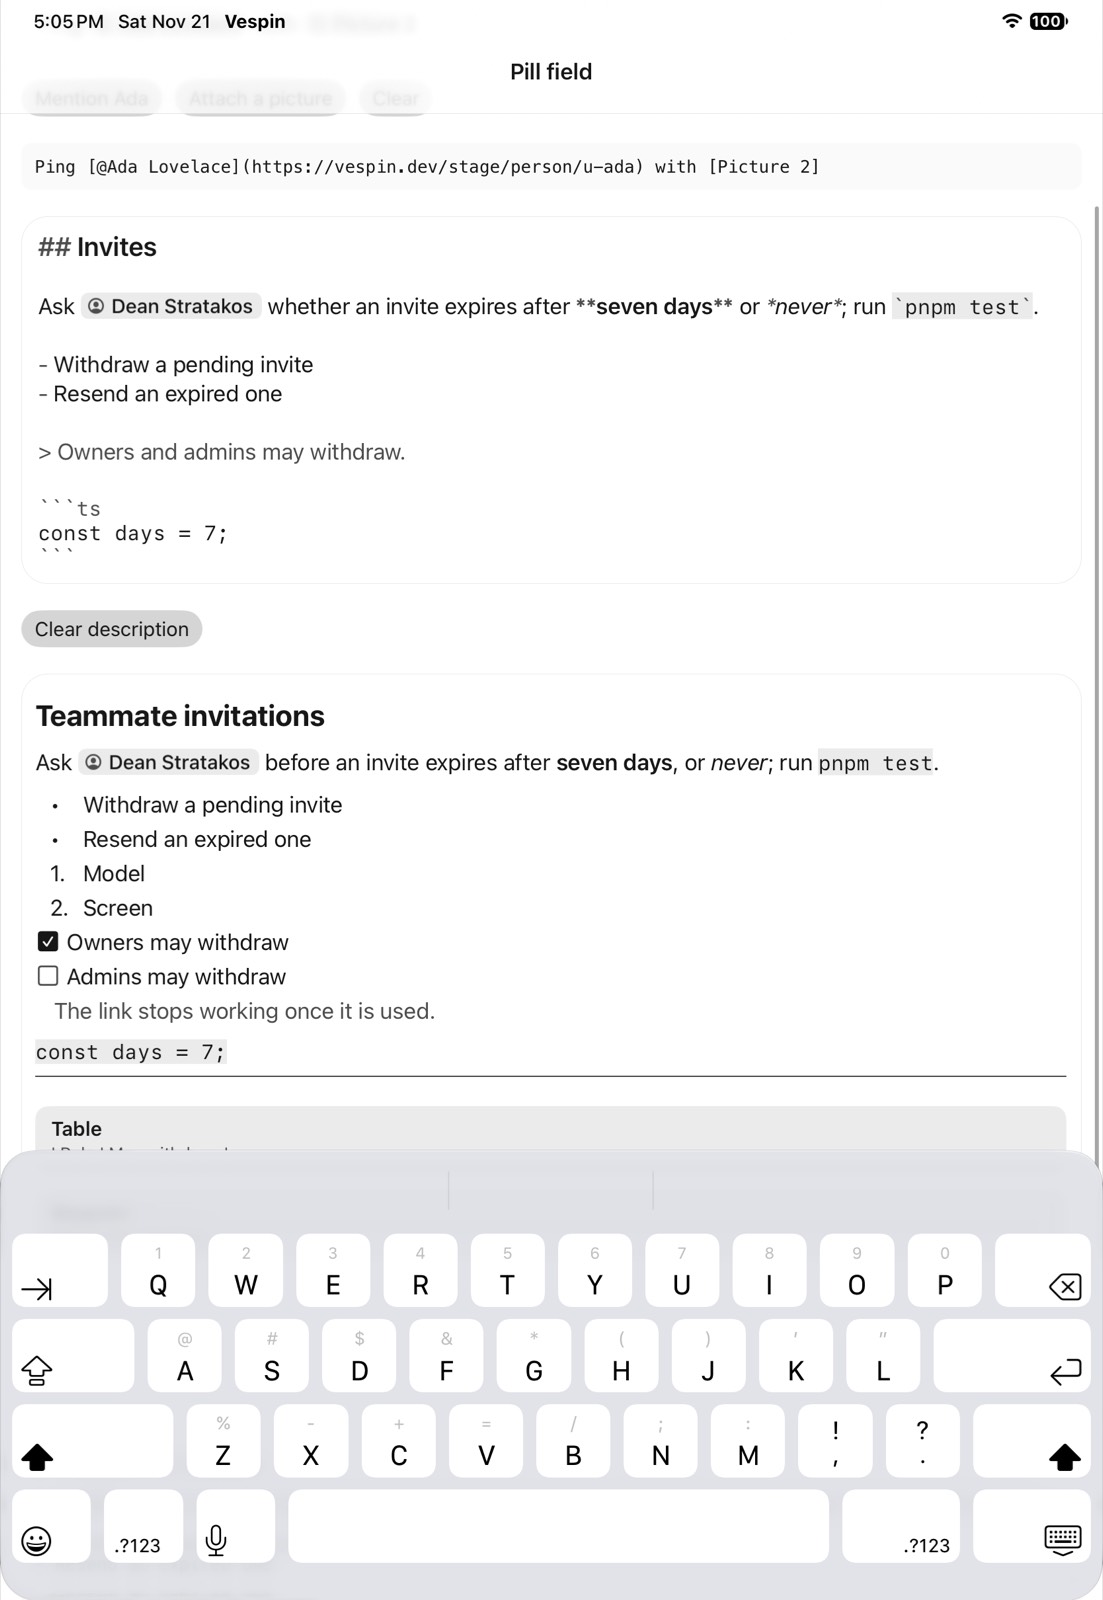 5:05 PM Sat Nov 21 Vespin 100
Pill field
Mention Ada Attach a picture Clear
Ping [@Ada Lovelace](https://vespin.dev/stage/person/u-ada) with [Picture 2]
## Invites
Ask Dean Stratakos whether an invite expires after **seven days** or *never*; run `pnpm test`.
- Withdraw a pending invite
- Resend an expired one
> Owners and admins may withdraw.
```ts
const days = 7;
```
Clear description
Teammate invitations
Ask Dean Stratakos before an invite expires after seven days, or never; run pnpm test.
• Withdraw a pending invite
• Resend an expired one
1. Model
2. Screen
Owners may withdraw
Admins may withdraw
The link stops working once it is used.
const days = 7;
Table
1 2 3 4 5 6 7 8 9 0
Q W E R T Y U I O P
@ # $ & * ( ) ' "
A S D F G H J K L
% - + = / ; : ! ?
Z X C V B N M , .
.?123 .?123